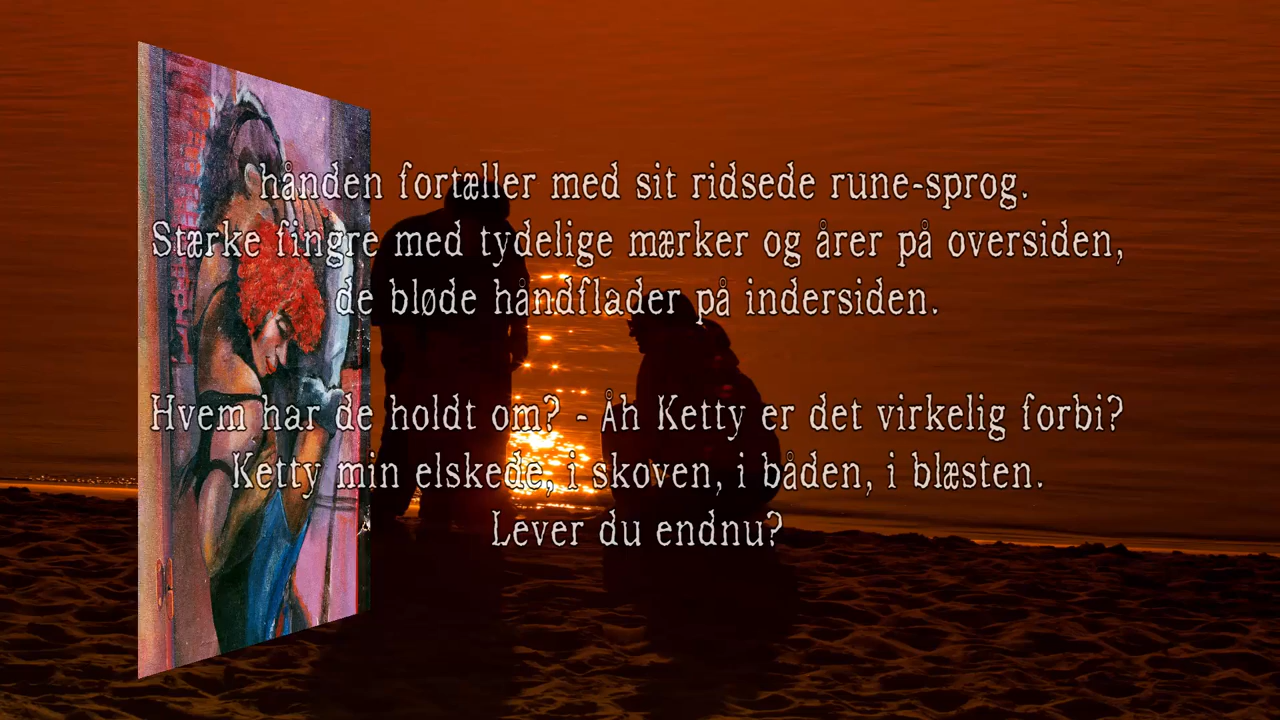 hånden fortæller med sit ridsede rune-sprog.
Stærke fingre med tydelige mærker og årer på oversiden,
de bløde håndflader på indersiden.
Hvem har de holdt om? - Åh Ketty er det virkelig forbi?
Ketty min elskede, i skoven, i båden, i blæsten.
Lever du endnu?